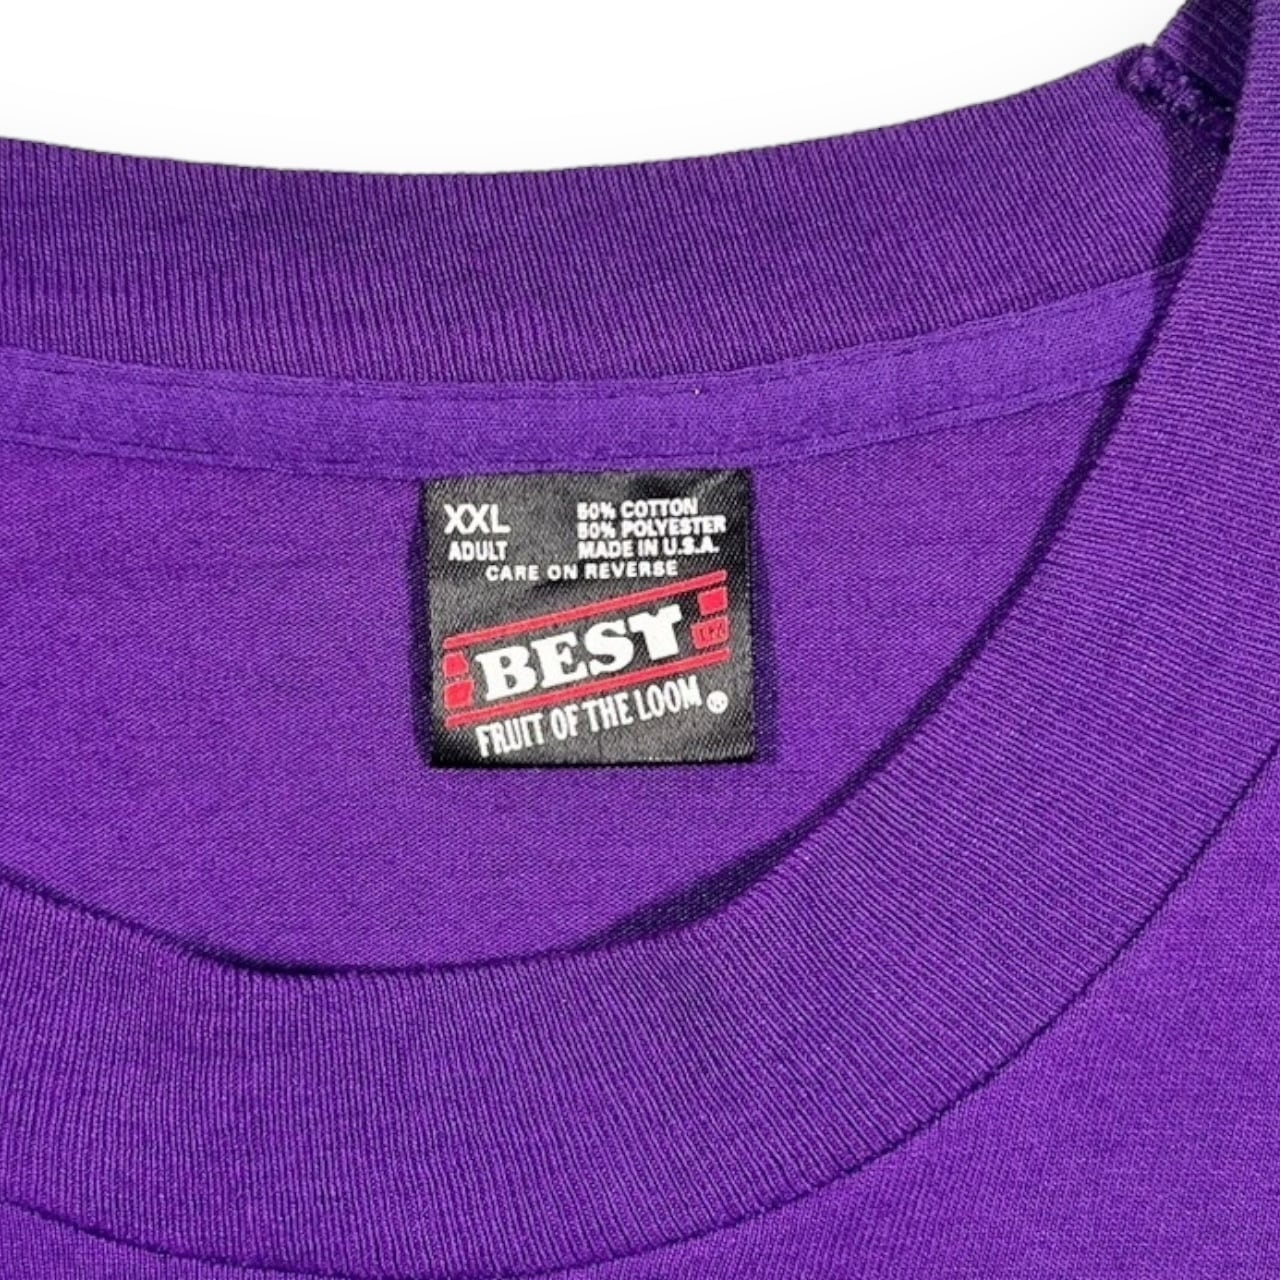 XXL
ADULT
50% COTTON
50% POLYESTER
MADE IN U.S.A.
CARE ON REVERSE
BEST
FRUIT OF THE LOOM®